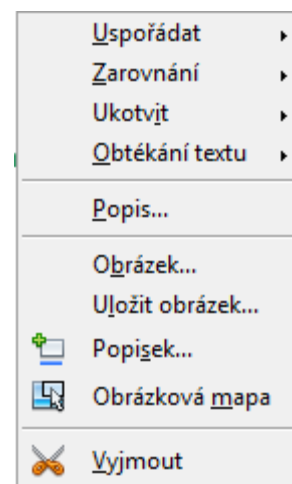 Uspořádat
Zarovnání
Ukotvit
Obtékání textu
Popis...
Obrázek...
Uložit obrázek...
Popisek...
Obrázková mapa
Vyjmout